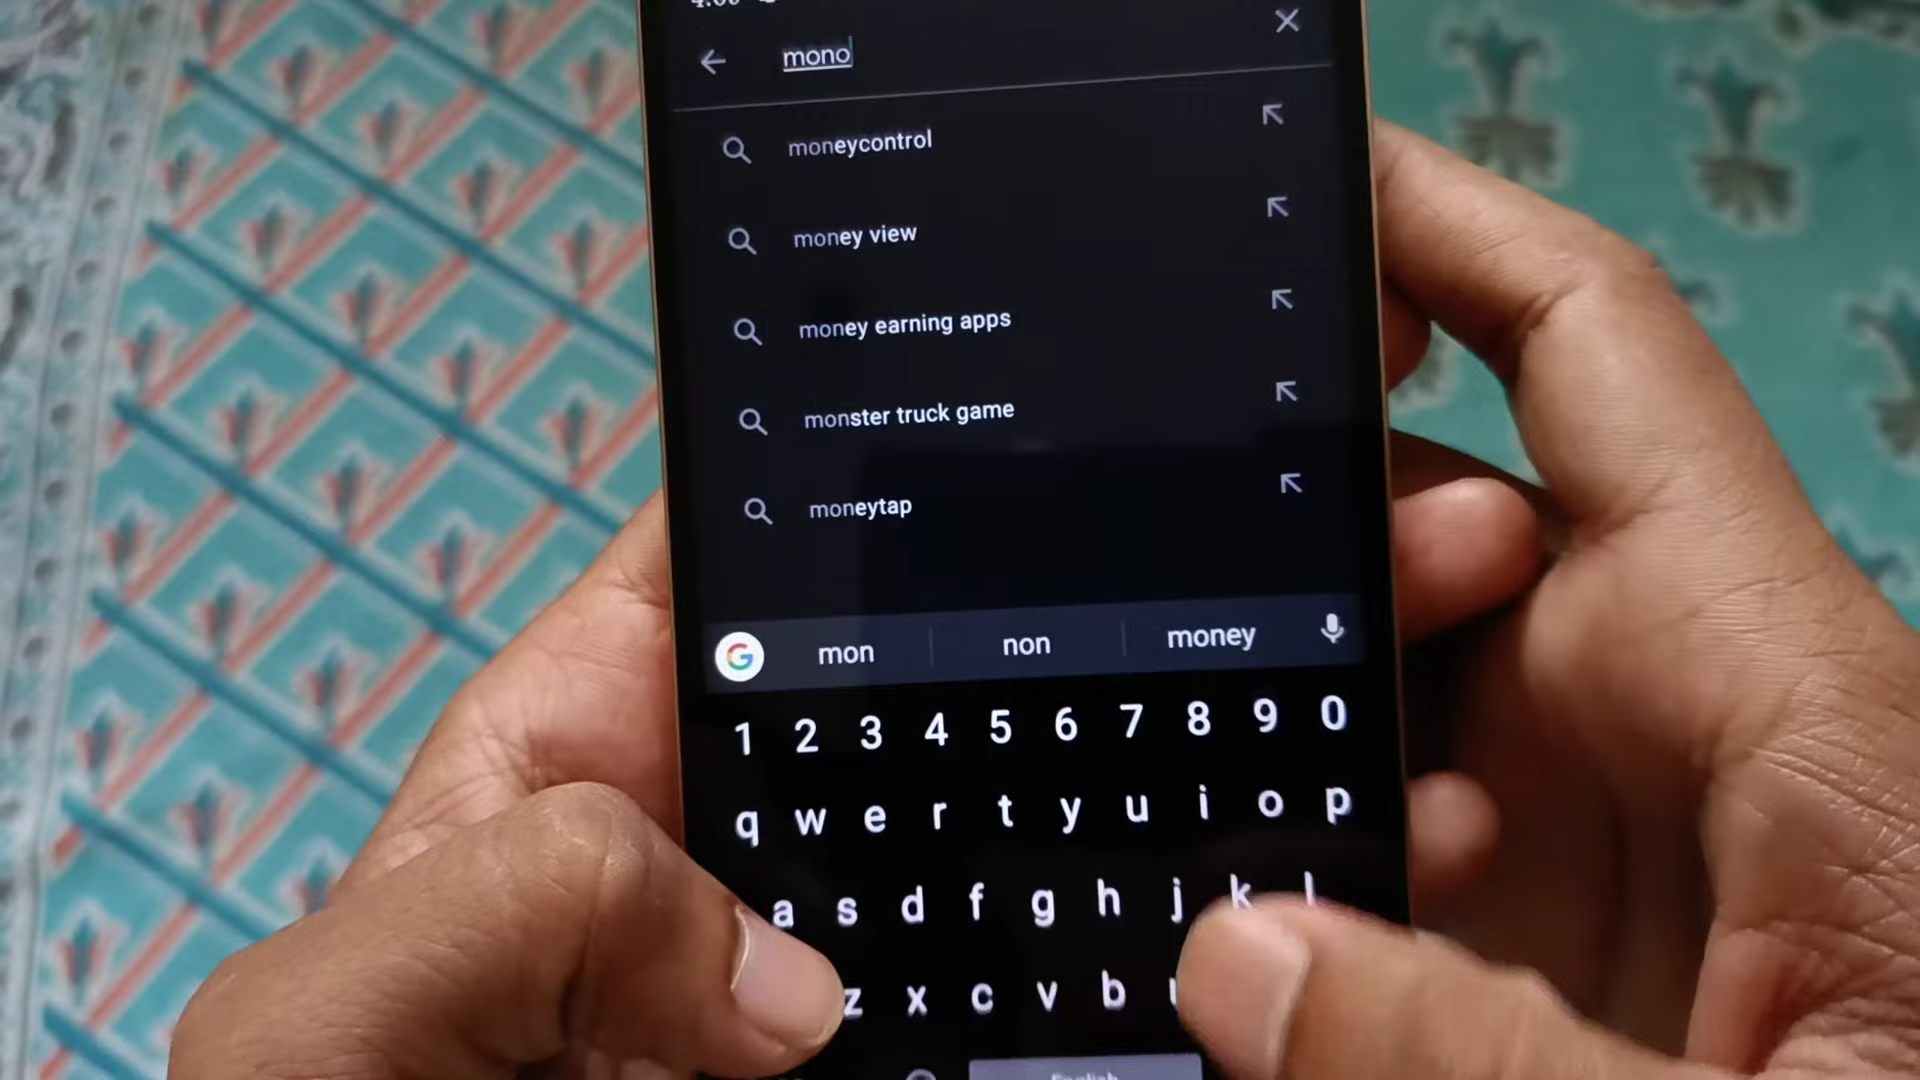 mono
moneycontrol
money view
money earning apps
monster truck game
moneytap
G mon non money
1 2 3 4 5 6 7 8 9 0
q w e r t y u i o p
a s d f g h j k l
z x c v b
English